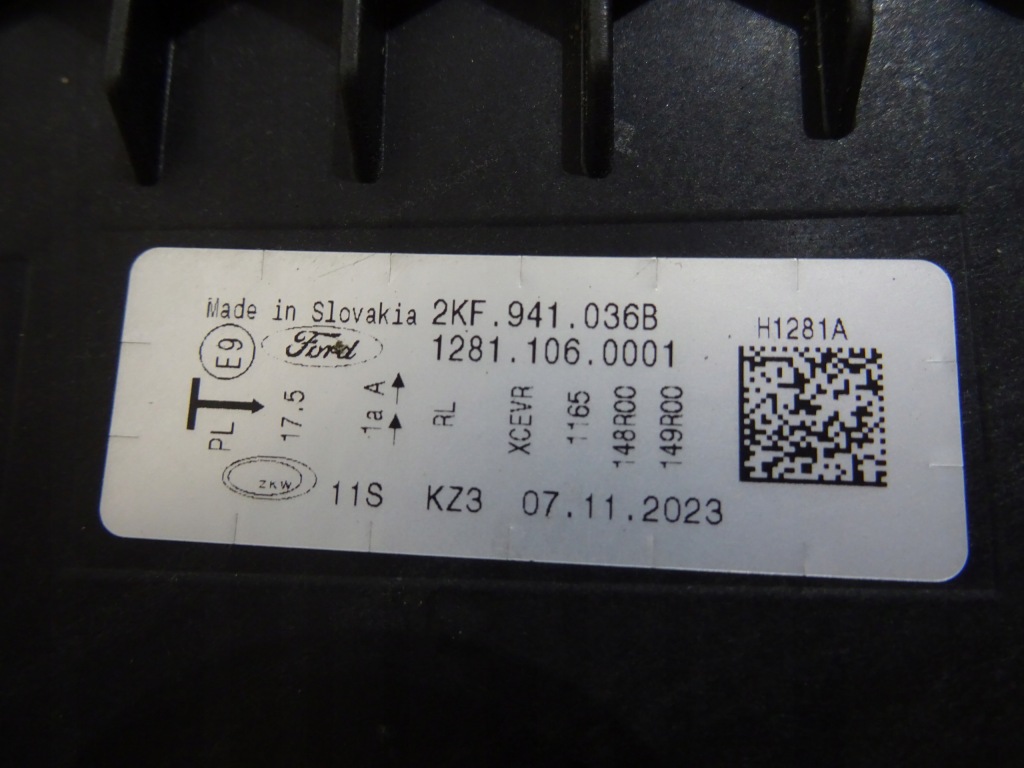 Made in Slovakia 2KF.941.036B
E9 Ford 1281.106.0001
H1281A
PL
17.5
1a A
RL
XCEVR
1165
148R00
149R00
ZKW 11S KZ3 07.11.2023